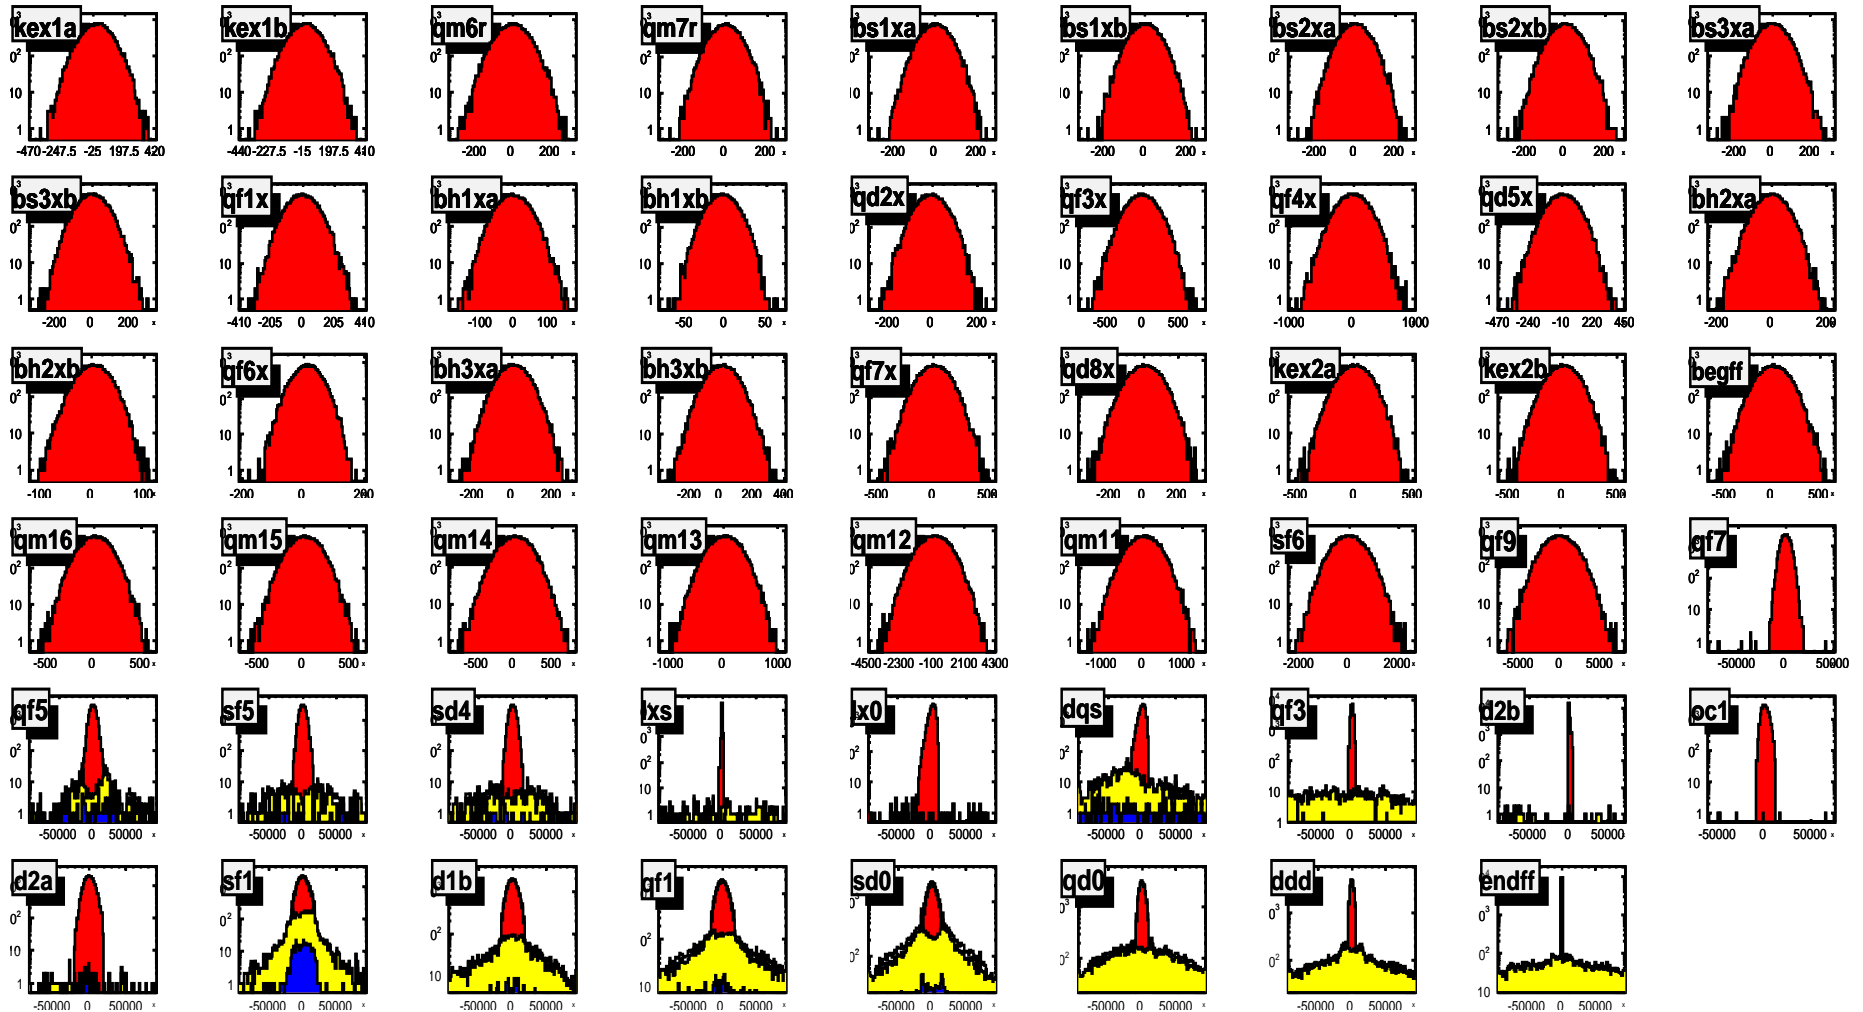 kex1a kex1b qm6r qm7r bs1xa bs1xb bs2xa bs2xb bs3xa
-470 -247.5 -25 197.5 420 -440 -227.5 -15 197.5 410 -200 0 200 x -200 0 200 x -200 0 200 x -200 0 200 x -200 0 200 x -200 0 200 x -200 0 200 x
bs3xb qf1x bh1xa bh1xb qd2x qf3x qf4x qd5x bh2xa
-200 0 200 x -410 -205 0 205 410 -100 0 100 x -50 0 50 x -200 0 200 x -500 0 500 x -1000 0 1000 -470 -240 -10 220 450 -200 0 200
bh2xb qf6x bh3xa bh3xb qf7x qd8x kex2a kex2b begff
-100 0 100 x -200 0 200 -200 0 200 x -200 0 200 400 -500 0 500 -200 0 200 x -500 0 500 -500 0 500 -500 0 500 x
qm16 qm15 qm14 qm13 qm12 qm11 sf6 qf9 qf7
-500 0 500 x -500 0 500 x -500 0 500 x -1000 0 1000 -4500 -2300 -100 2100 4300 -1000 0 1000 x -2000 0 2000 x -5000 0 5000 x -50000 0 50000
qf5 sf5 sd4 lxs lx0 dqs qf3 d2b oc1
-50000 0 50000 x -50000 0 50000 x -50000 0 50000 x -50000 0 50000 x -50000 0 50000 x -50000 0 50000 x -50000 0 50000 x -50000 0 50000 x -50000 0 50000 x
d2a sf1 d1b qf1 sd0 qd0 ddd endff
-50000 0 50000 x -50000 0 50000 x -50000 0 50000 x -50000 0 50000 x -50000 0 50000 x -50000 0 50000 x -50000 0 50000 x -50000 0 50000 x